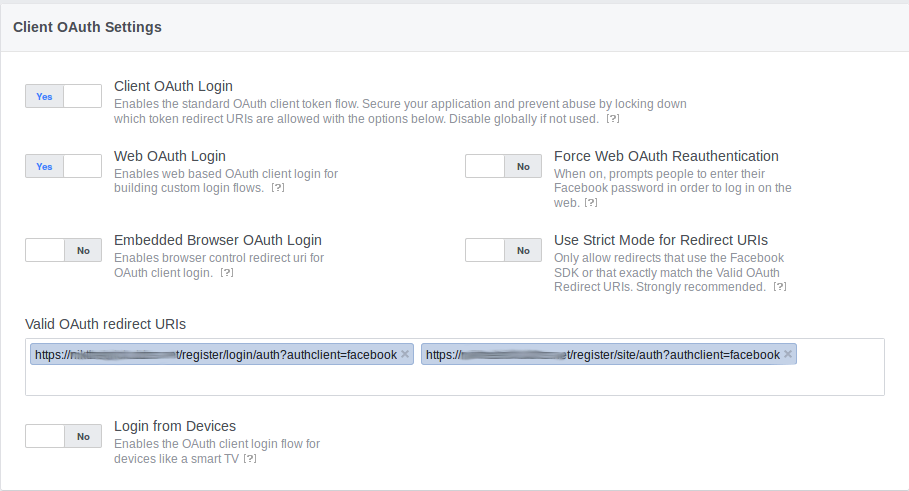 Client OAuth Settings
Yes
Client OAuth Login
Enables the standard OAuth client token flow. Secure your application and prevent abuse by locking down
which token redirect URIs are allowed with the options below. Disable globally if not used. [?]
Yes
Web OAuth Login
Enables web based OAuth client login for
building custom login flows. [?]
No
Force Web OAuth Reauthentication
When on, prompts people to enter their
Facebook password in order to log in on the
web. [?]
No
Embedded Browser OAuth Login
Enables browser control redirect uri for
OAuth client login. [?]
No
Use Strict Mode for Redirect URIs
Only allow redirects that use the Facebook
SDK or that exactly match the Valid OAuth
Redirect URIs. Strongly recommended. [?]
Valid OAuth redirect URIs
https:// t/register/login/auth?authclient=facebook × https:// et/register/site/auth?authclient=facebook ×
No
Login from Devices
Enables the OAuth client login flow for
devices like a smart TV [?]